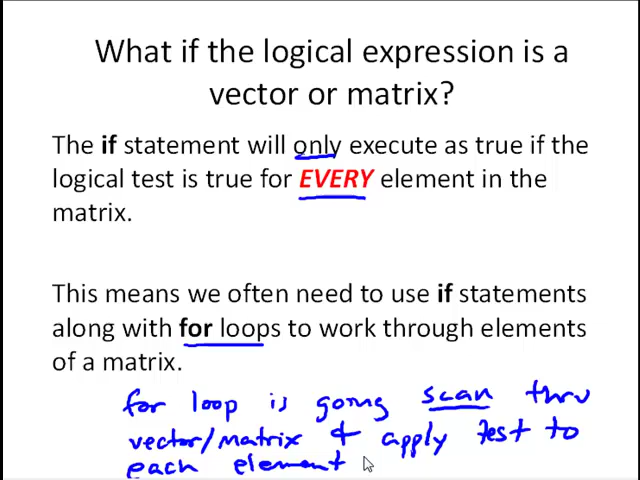 What if the logical expression is a
vector or matrix?
The if statement will only execute as true if the
logical test is true for EVERY element in the
matrix.
This means we often need to use if statements
along with for loops to work through elements
of a matrix.
for loop is going scan thru
vector/matrix & apply test to
each element